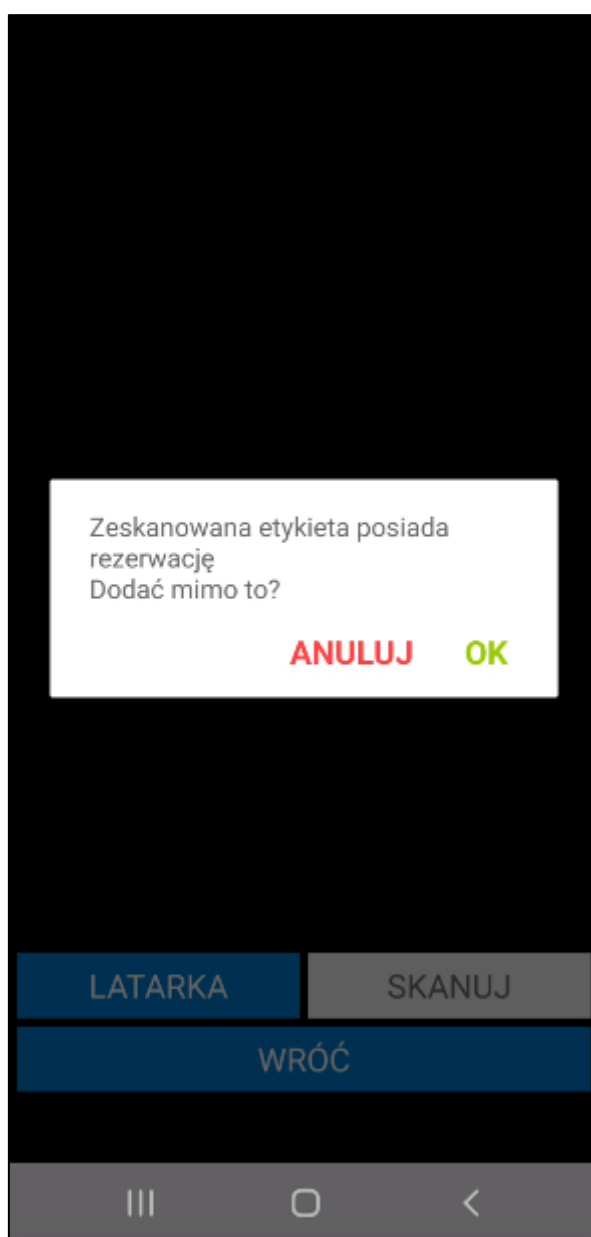 Zeskanowana etykieta posiada
rezerwację
Dodać mimo to?
ANULUJ OK
LATARKA SKANUJ
WRÓĆ